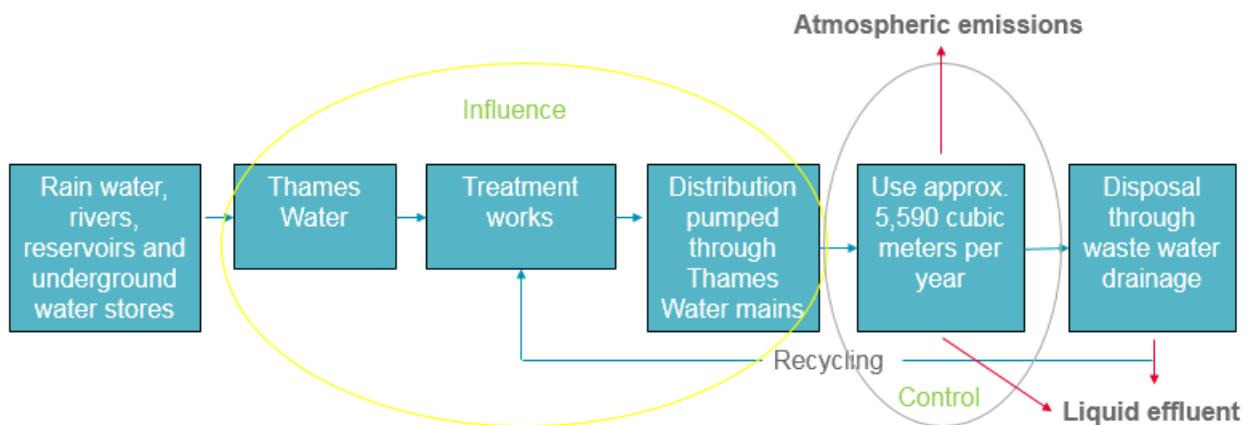 Atmospheric emissions
Influence
Rain water,
rivers,
reservoirs and
underground
water stores
Thames
Water
Treatment
works
Distribution
pumped
through
Thames
Water mains
Use approx.
5,590 cubic
meters per
year
Disposal
through
waste water
drainage
Recycling
Control
Liquid effluent